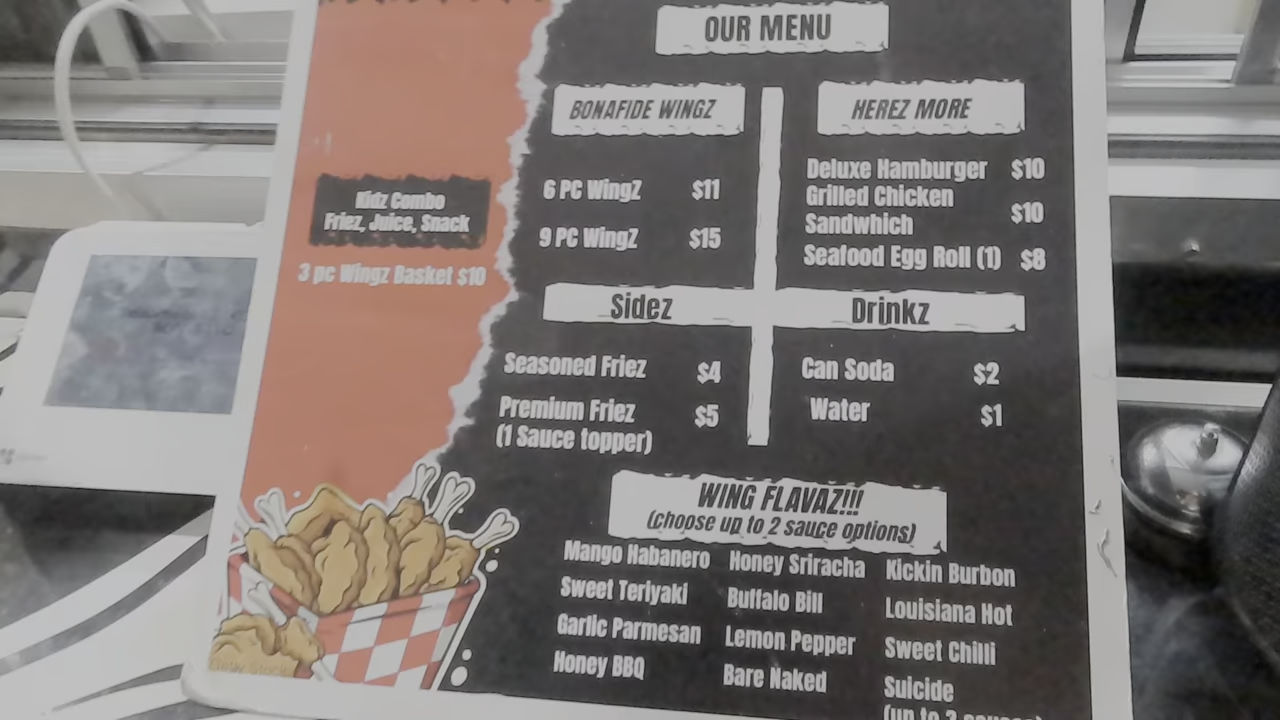 OUR MENU
BONAFIDE WINGZ
6 PC WingZ $11
9 PC WingZ $15
HEREZ MORE
Deluxe Hamburger $10
Grilled Chicken
Sandwhich $10
Seafood Egg Roll (1) $8
Kidz Combo
Friez, Juice, Snack
3 pc Wingz Basket $10
Sidez
Seasoned Friez $4
Premium Friez $5
(1 Sauce topper)
Drinkz
Can Soda $2
Water $1
WING FLAVAZ!!!
(choose up to 2 sauce options)
Mango Habanero
Sweet Teriyaki
Garlic Parmesan
Honey BBQ
Honey Sriracha
Buffalo Bill
Lemon Pepper
Bare Naked
Kickin Burbon
Louisiana Hot
Sweet Chilli
Suicide
(up to 3 sauces)